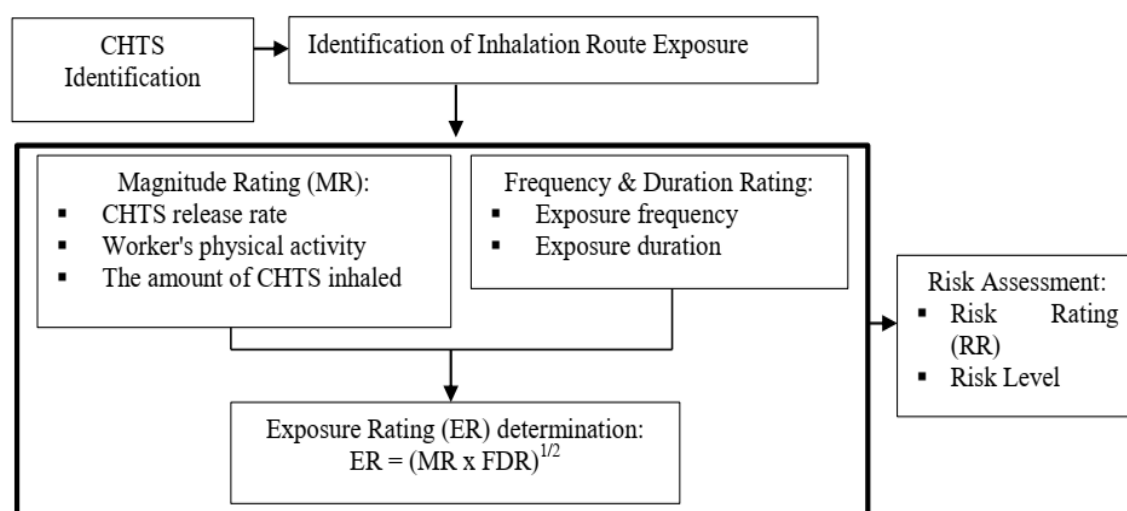 CHTS
Identification
Identification of Inhalation Route Exposure
Magnitude Rating (MR):
▪ CHTS release rate
▪ Worker's physical activity
▪ The amount of CHTS inhaled
Frequency & Duration Rating:
▪ Exposure frequency
▪ Exposure duration
Exposure Rating (ER) determination:
ER = (MR x FDR)^1/2
Risk Assessment:
▪ Risk Rating
(RR)
▪ Risk Level